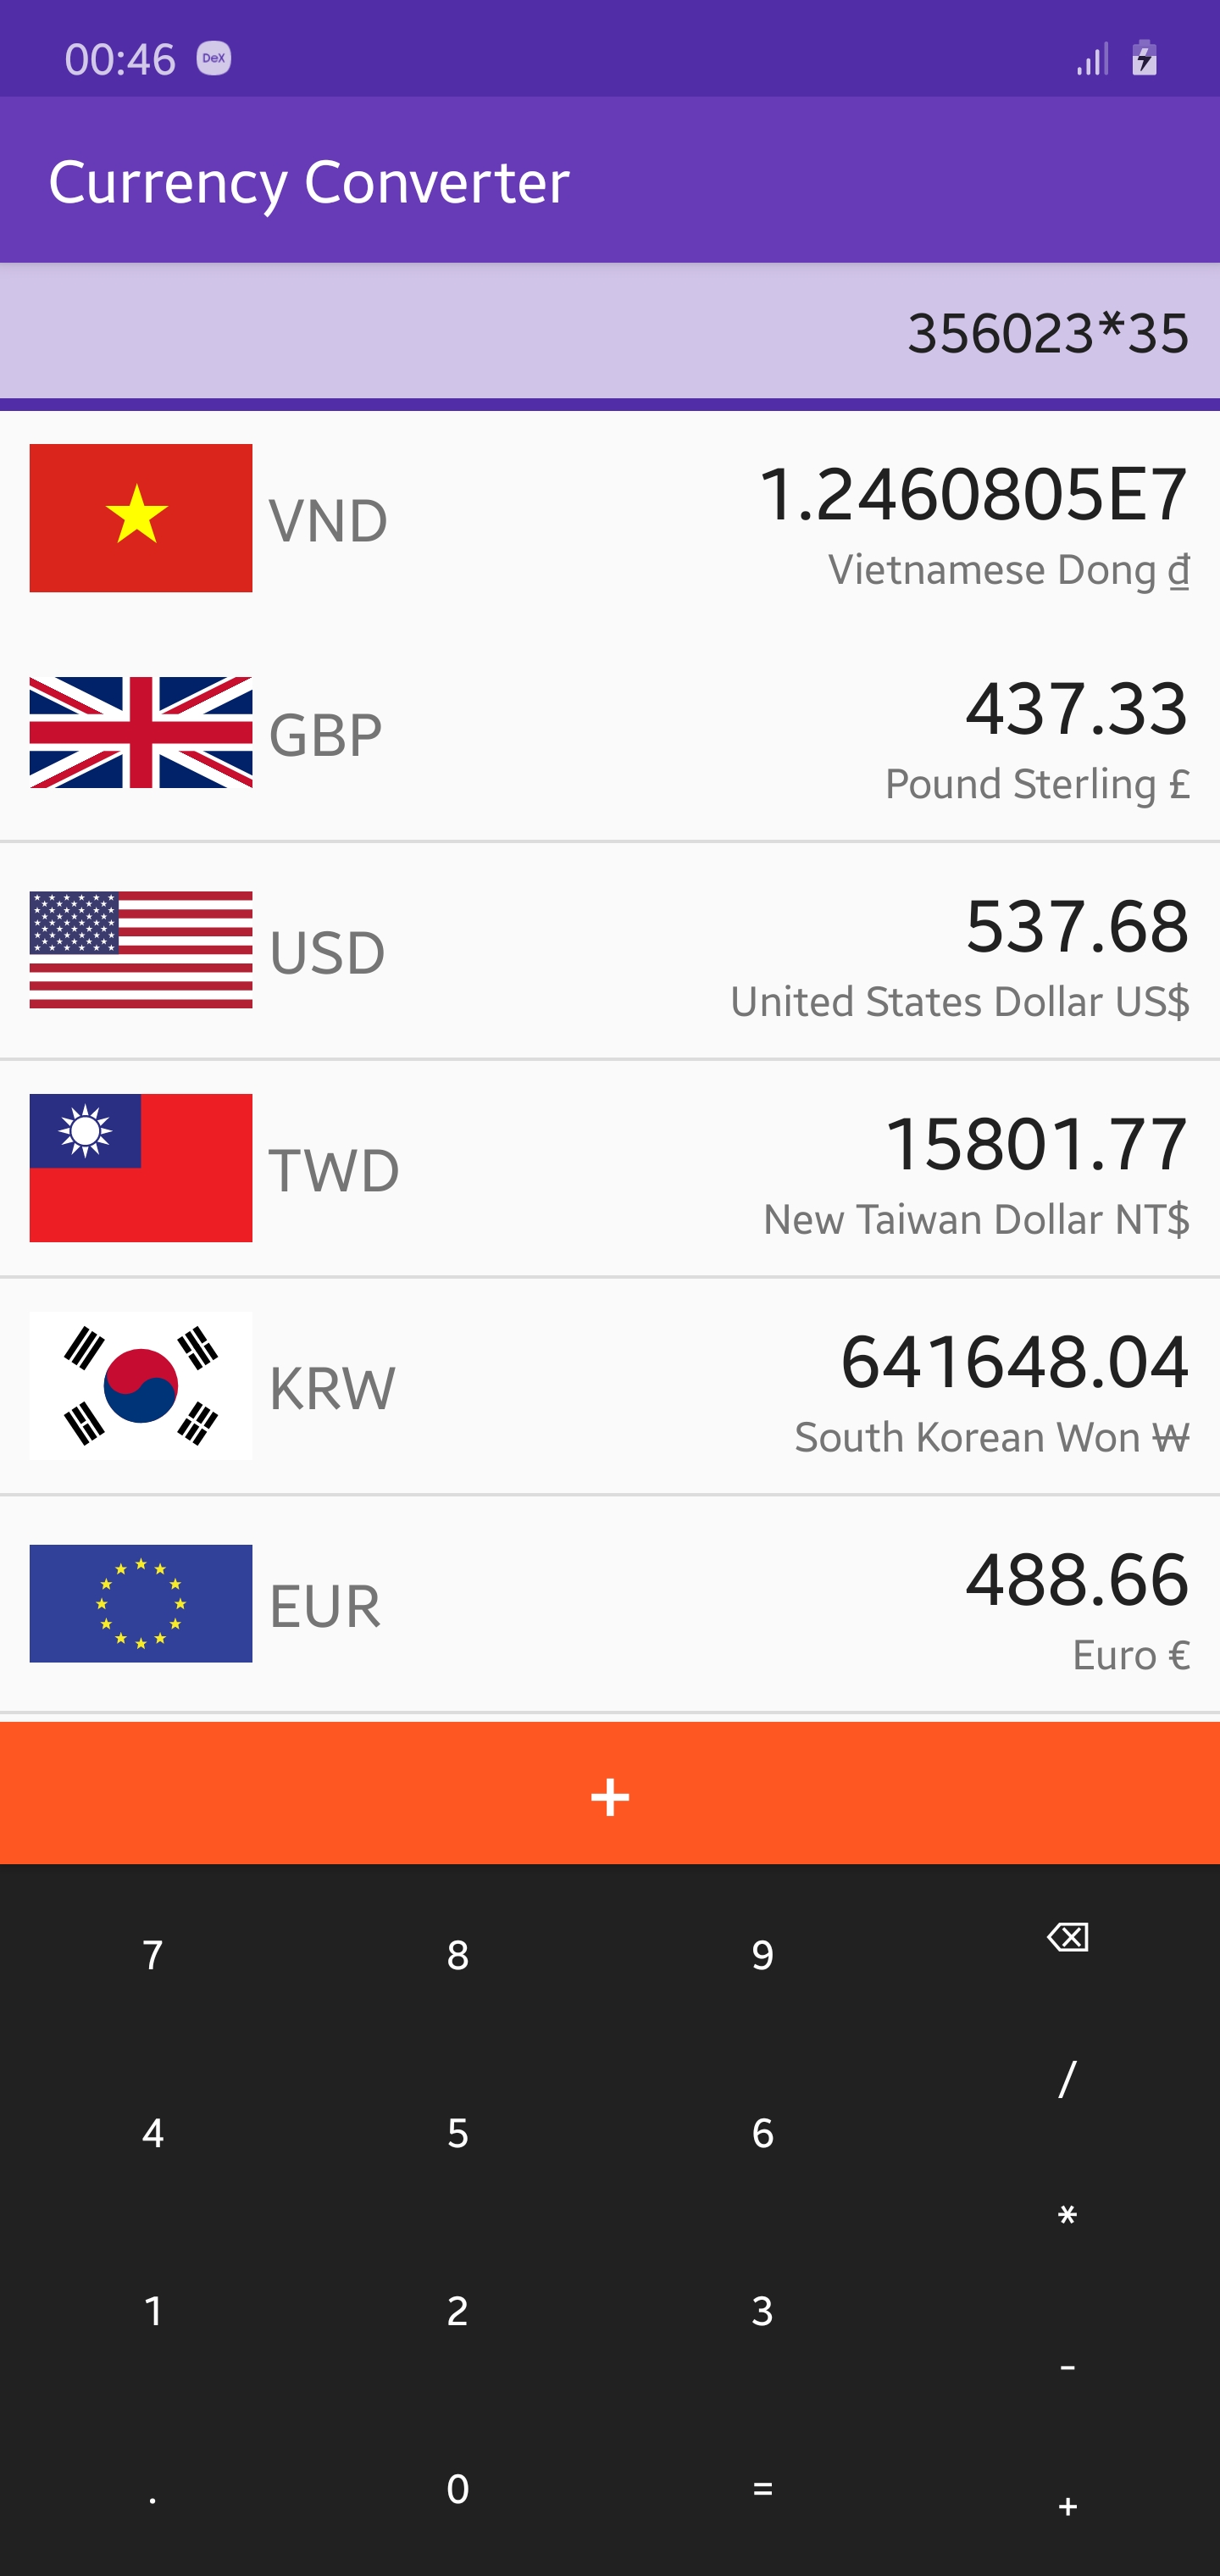 00:46 DeX
Currency Converter
356023*35
VND 1.2460805E7
Vietnamese Dong ₫
GBP 437.33
Pound Sterling £
USD 537.68
United States Dollar US$
TWD 15801.77
New Taiwan Dollar NT$
KRW 641648.04
South Korean Won ₩
EUR 488.66
Euro €
+
7 8 9
/
4 5 6
*
1 2 3
-
. 0 =
+